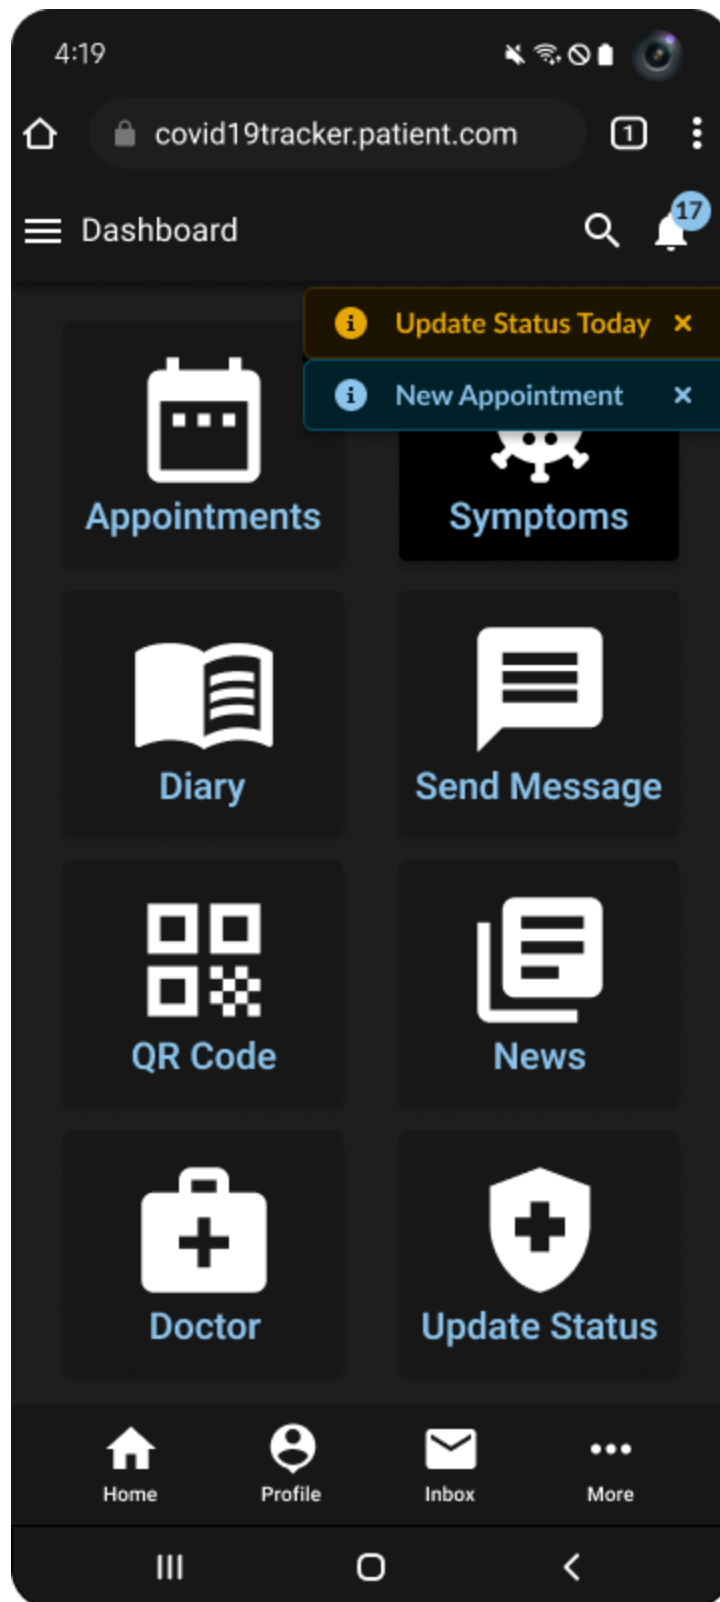 4:19
covid19tracker.patient.com
1
Dashboard
17
Update Status Today
New Appointment
Appointments
Symptoms
Diary
Send Message
QR Code
News
Doctor
Update Status
Home
Profile
Inbox
More